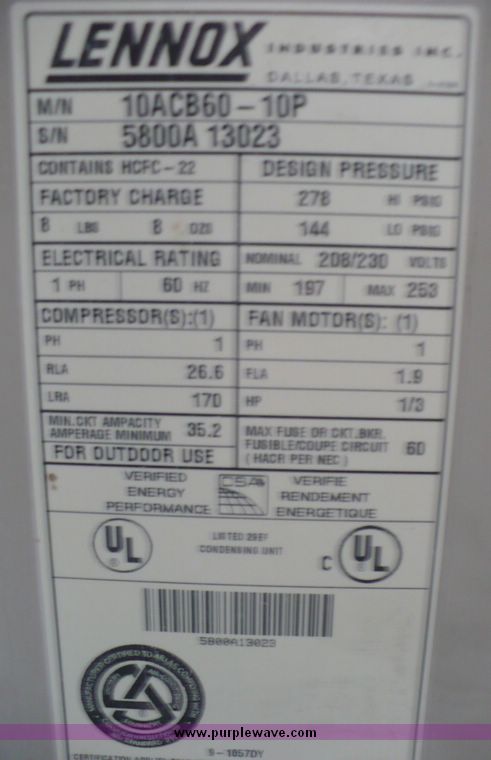 LENNOX INDUSTRIES INC.
DALLAS, TEXAS
M/N 10ACB60-10P
S/N 5800A 13023
CONTAINS HCFC-22 DESIGN PRESSURE
FACTORY CHARGE 278 HI PSIG
8 LBS 8 OZS 144 LO PSIG
ELECTRICAL RATING NOMINAL 208/230 VOLTS
1 PH 60 HZ MIN 197 MAX 253
COMPRESSOR(S):(1) FAN MOTOR(S): (1)
PH 1 PH 1
RLA 26.6 FLA 1.9
LRA 170 HP 1/3
MIN.CKT AMPACITY
AMPERAGE MINIMUM 35.2
MAX FUSE OR CKT.BKR.
FUSIBLE/COUPE CIRCUIT 60
(HACR PER NEC)
FOR OUTDOOR USE
VERIFIED
ENERGY
PERFORMANCE
CSA
VERIFIE
RENDEMENT
ENERGETIQUE
UL
LISTED 29EF
CONDENSING UNIT
C UL
5800A13023
www.purplewave.com
9-1057DY